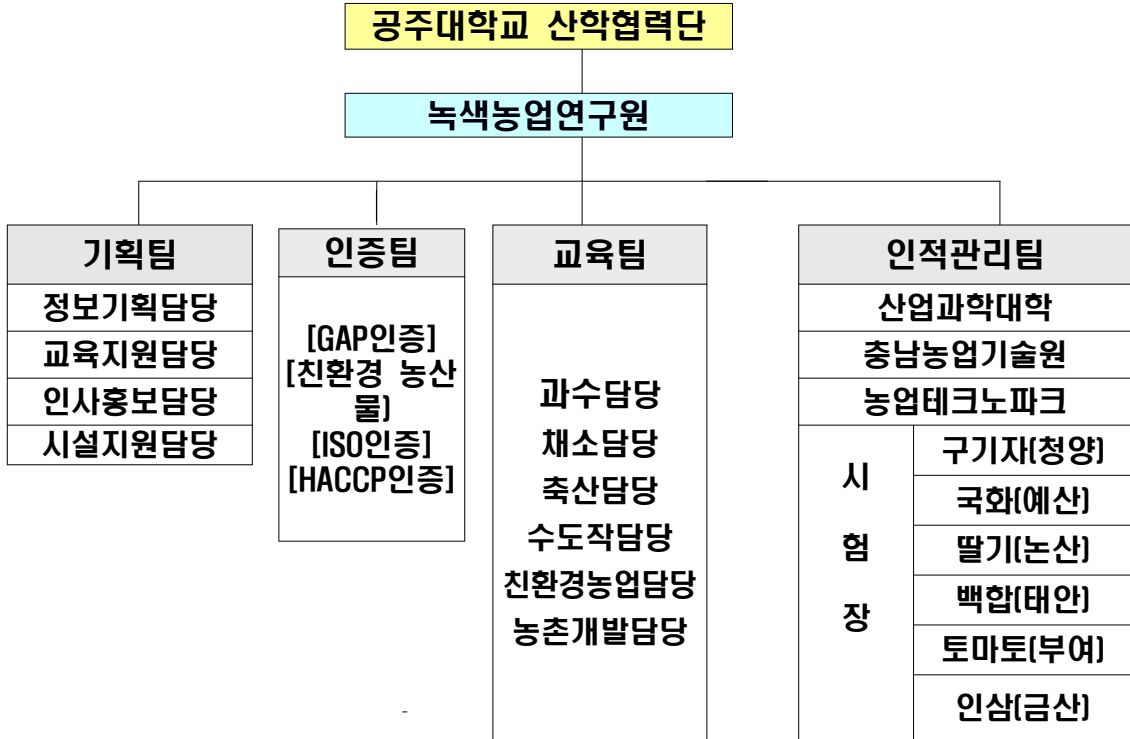 공주대학교 산학협력단
녹색농업연구원
기획팀
정보기획담당
교육지원담당
인사홍보담당
시설지원담당
인증팀
[GAP인증]
[친환경 농산
물]
[ISO인증]
[HACCP인증]
교육팀
과수담당
채소담당
축산담당
수도작담당
친환경농업담당
농촌개발담당
인적관리팀
산업과학대학
충남농업기술원
농업테크노파크
시
험
장
구기자(청양)
국화(예산)
딸기(논산)
백합(태안)
토마토(부여)
인삼(금산)